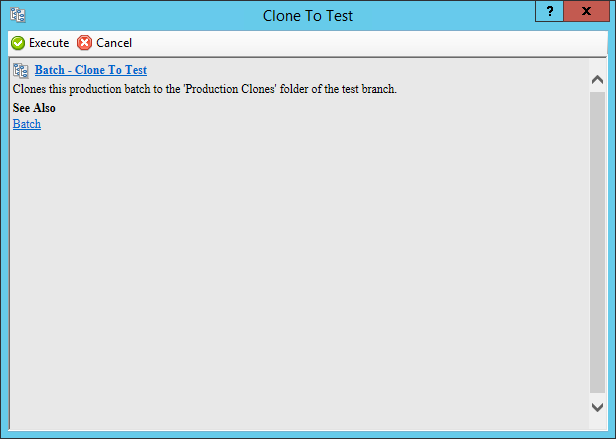 Clone To Test
?
x
Execute Cancel
Batch - Clone To Test
Clones this production batch to the 'Production Clones' folder of the test branch.
See Also
Batch